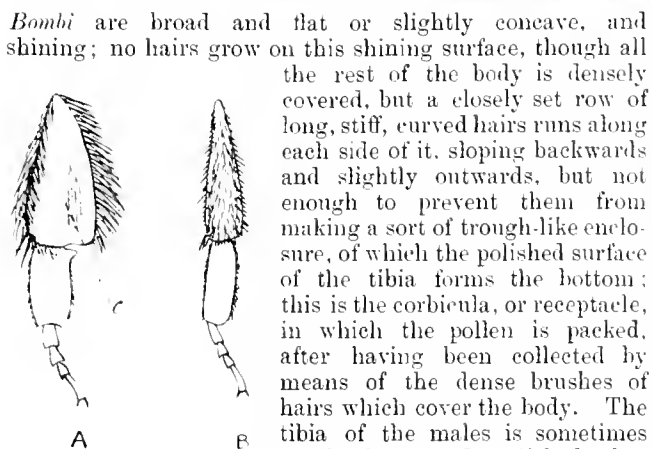 Bombi are broad and flat or slightly concave, and
shining; no hairs grow on this shining surface, though all
the rest of the body is densely
covered, but a closely set row of
long, stiff, curved hairs runs along
each side of it, sloping backwards
and slightly outwards, but not
enough to prevent them from
making a sort of trough-like enclo-
sure, of which the polished surface
of the tibia forms the bottom;
this is the corbicula, or receptacle,
in which the pollen is packed,
after having been collected by
means of the dense brushes of
hairs which cover the body. The
tibia of the males is sometimes
A B